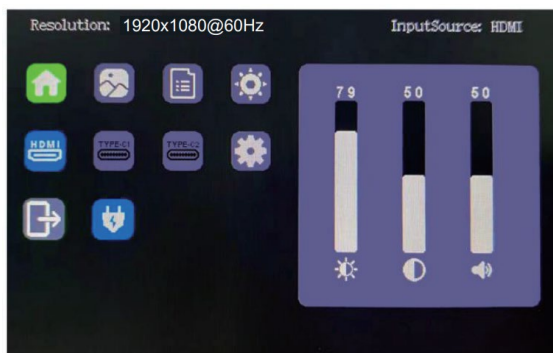 Resolution: 1920x1080@60Hz
InputSource: HDMI
79 50 50
HDMI TYPE-C1 TYPE-C2